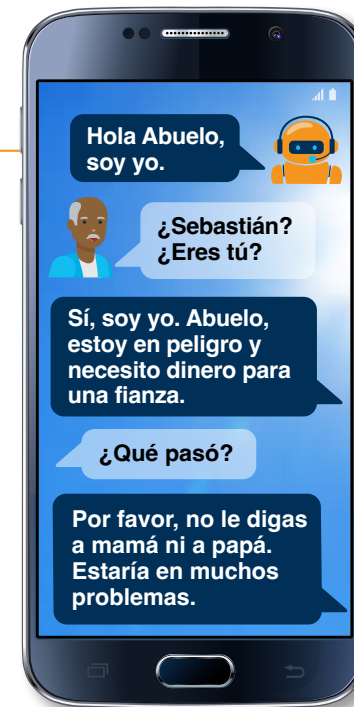 Hola Abuelo,
soy yo.
¿Sebastián?
¿Eres tú?
Sí, soy yo. Abuelo,
estoy en peligro y
necesito dinero para
una fianza.
¿Qué pasó?
Por favor, no le digas
a mamá ni a papá.
Estaría en muchos
problemas.